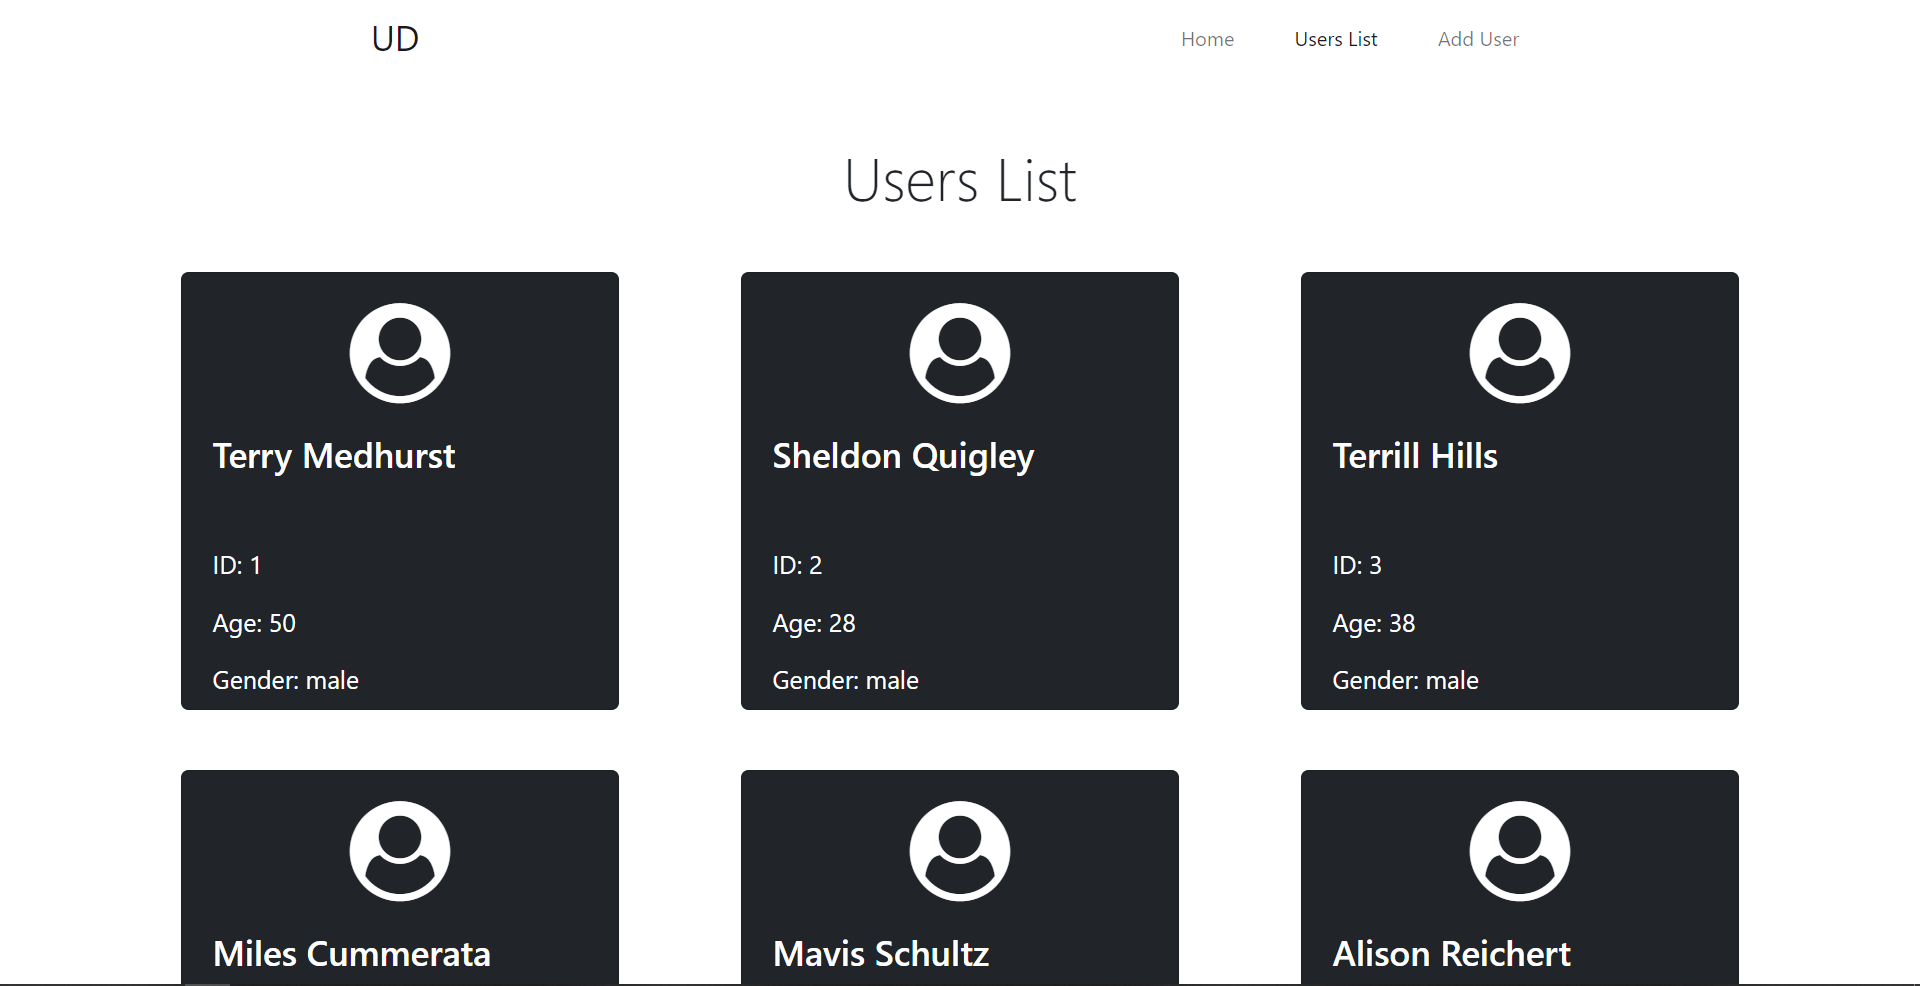 UD
Home
Users List
Add User
Users List
Terry Medhurst
ID: 1
Age: 50
Gender: male
Sheldon Quigley
ID: 2
Age: 28
Gender: male
Terrill Hills
ID: 3
Age: 38
Gender: male
Miles Cummerata
Mavis Schultz
Alison Reichert